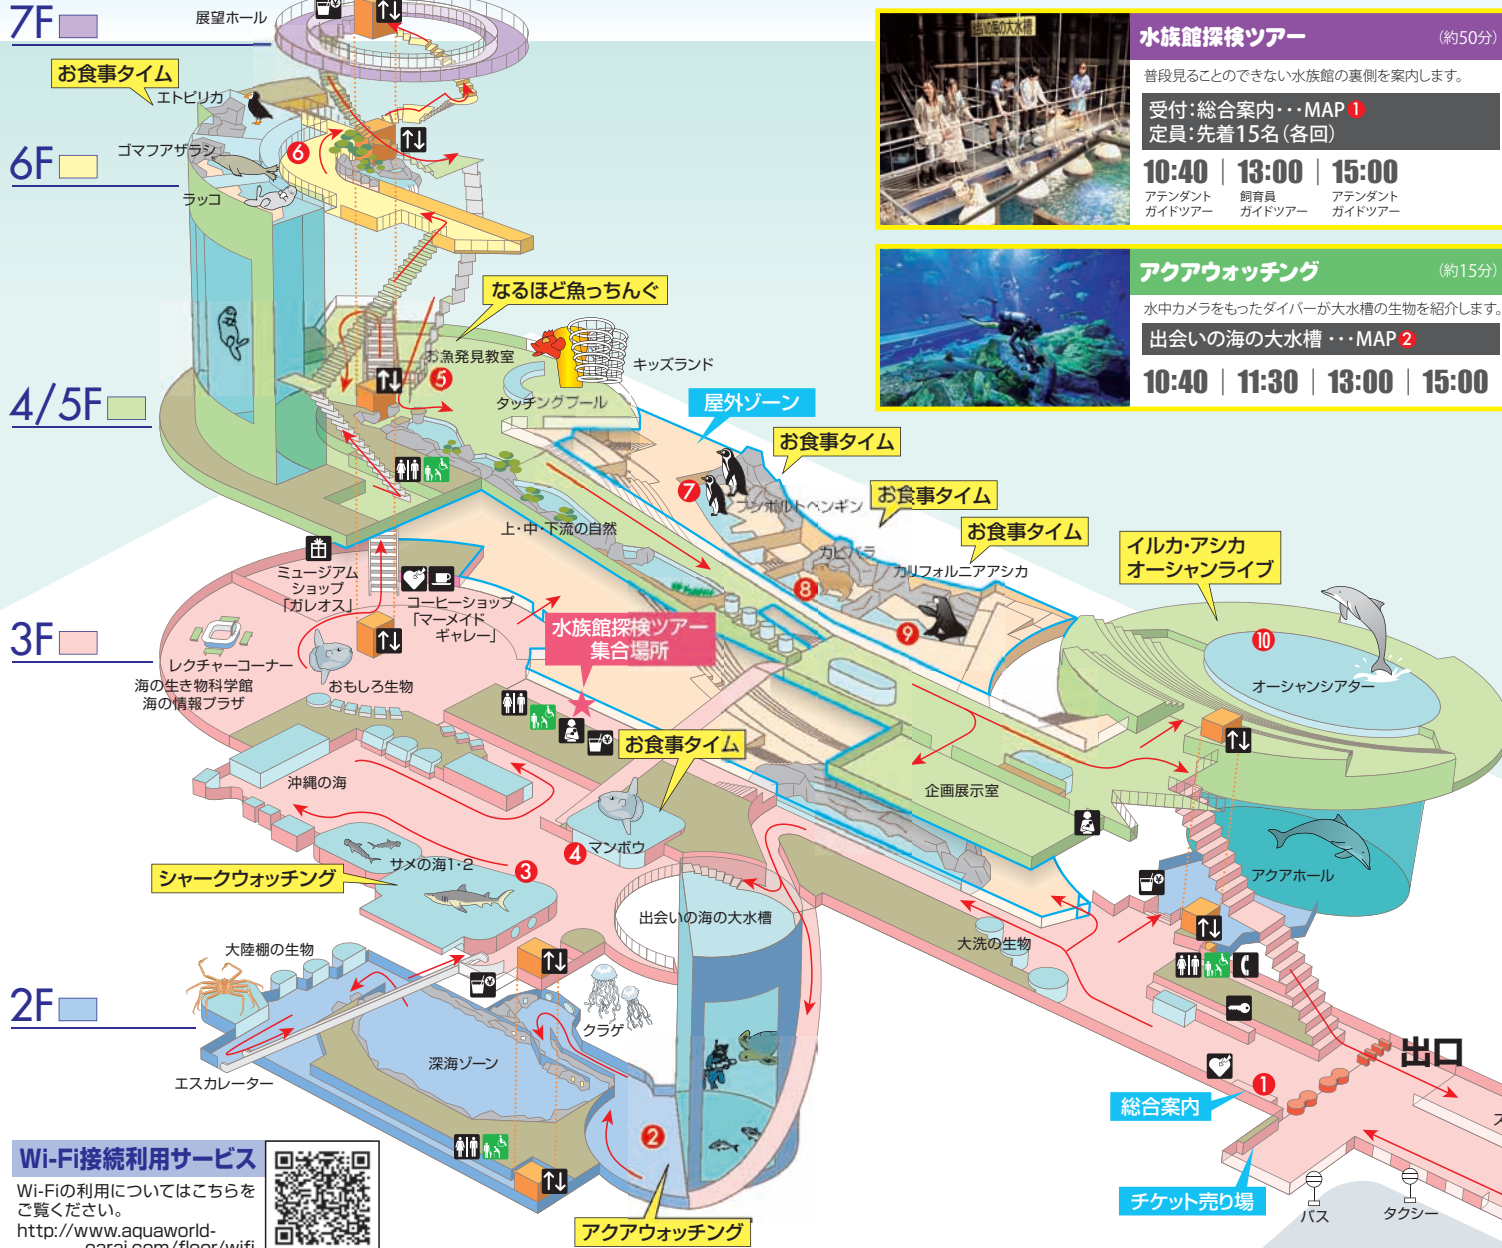 7F
展望ホール
お食事タイム
エトピリカ
6F
ゴマフアザラシ
ラッコ
6
なるほど魚っちんぐ
お魚発見教室
5
キッズランド
タッチングプール
4/5F
屋外ゾーン
お食事タイム
7
フンボルトペンギン
お食事タイム
カピバラ
8
お食事タイム
カリフォルニアアシカ
9
上・中・下流の自然
イルカ・アシカ
オーシャンライブ
10
オーシャンシアター
3F
ミュージアム
ショップ
「ガレオス」
コーヒーショップ
「マーメイド
ギャレー」
水族館探検ツアー
集合場所
レクチャーコーナー
海の生き物科学館
海の情報プラザ
おもしろ生物
お食事タイム
沖縄の海
マンボウ
4
サメの海1・2
3
シャークウォッチング
企画展示室
アクアホール
出会いの海の大水槽
大洗の生物
大陸棚の生物
2F
クラゲ
深海ゾーン
エスカレーター
2
アクアウォッチング
出口
1
総合案内
チケット売り場
バス
タクシー
ス
水族館探検ツアー (約50分)
普段見ることのできない水族館の裏側を案内します。
受付:総合案内・・・MAP1
定員:先着15名(各回)
10:40 | 13:00 | 15:00
アテンダント 飼育員 アテンダント
ガイドツアー ガイドツアー ガイドツアー
アクアウォッチング (約15分)
水中カメラをもったダイバーが大水槽の生物を紹介します。
出会いの海の大水槽・・・MAP2
10:40 | 11:30 | 13:00 | 15:00
Wi-Fi接続利用サービス
Wi-Fiの利用についてはこちらを
ご覧ください。
http://www.aquaworld-
oarai.com/floor/wifi